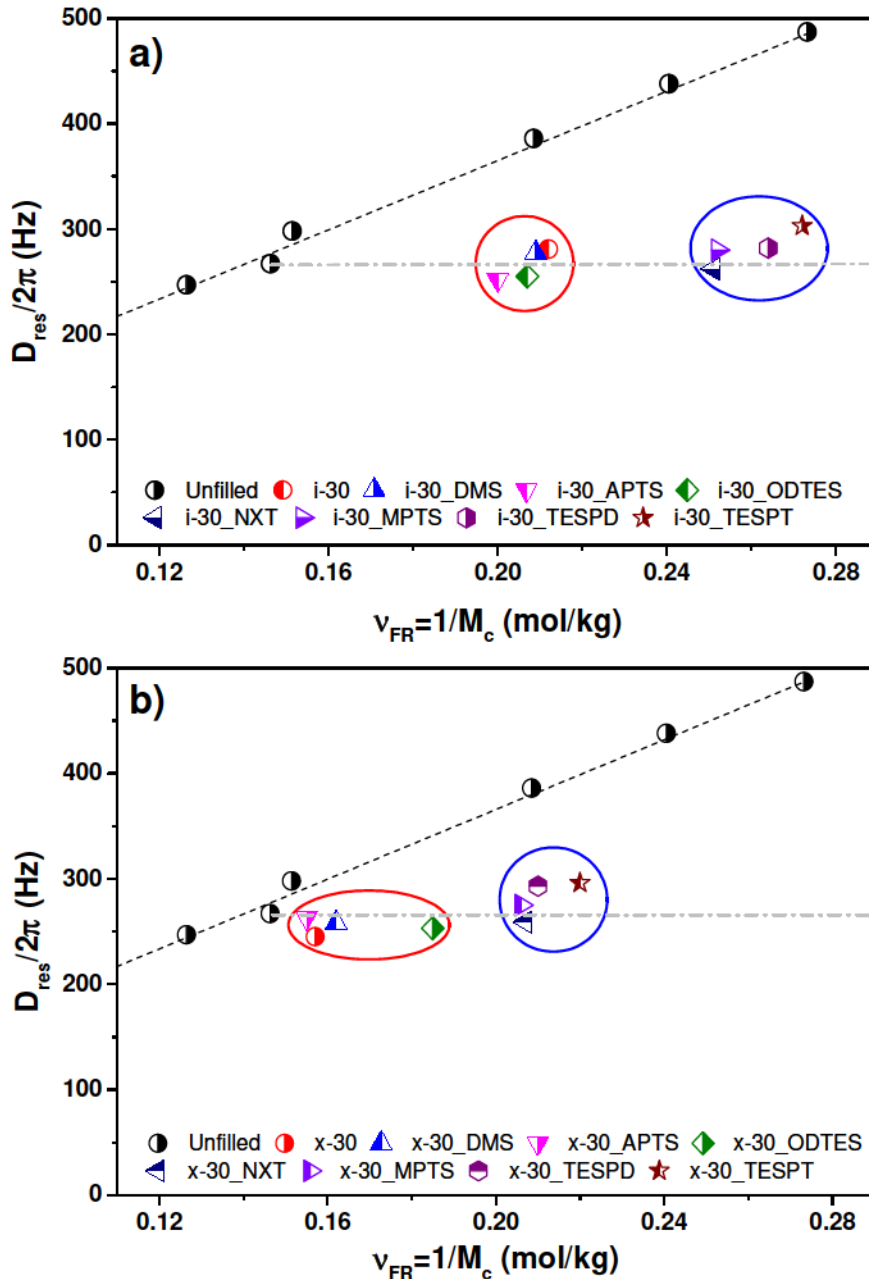 500
a)
400
300
200
100
0
D_res/2π (Hz)
Unfilled i-30 i-30_DMS i-30_APTS i-30_ODTES
i-30_NXT i-30_MPTS i-30_TESPD i-30_TESPT
0.12 0.16 0.20 0.24 0.28
ν_FR=1/M_c (mol/kg)
500
b)
400
300
200
100
0
D_res/2π (Hz)
Unfilled x-30 x-30_DMS x-30_APTS x-30_ODTES
x-30_NXT x-30_MPTS x-30_TESPD x-30_TESPT
0.12 0.16 0.20 0.24 0.28
ν_FR=1/M_c (mol/kg)